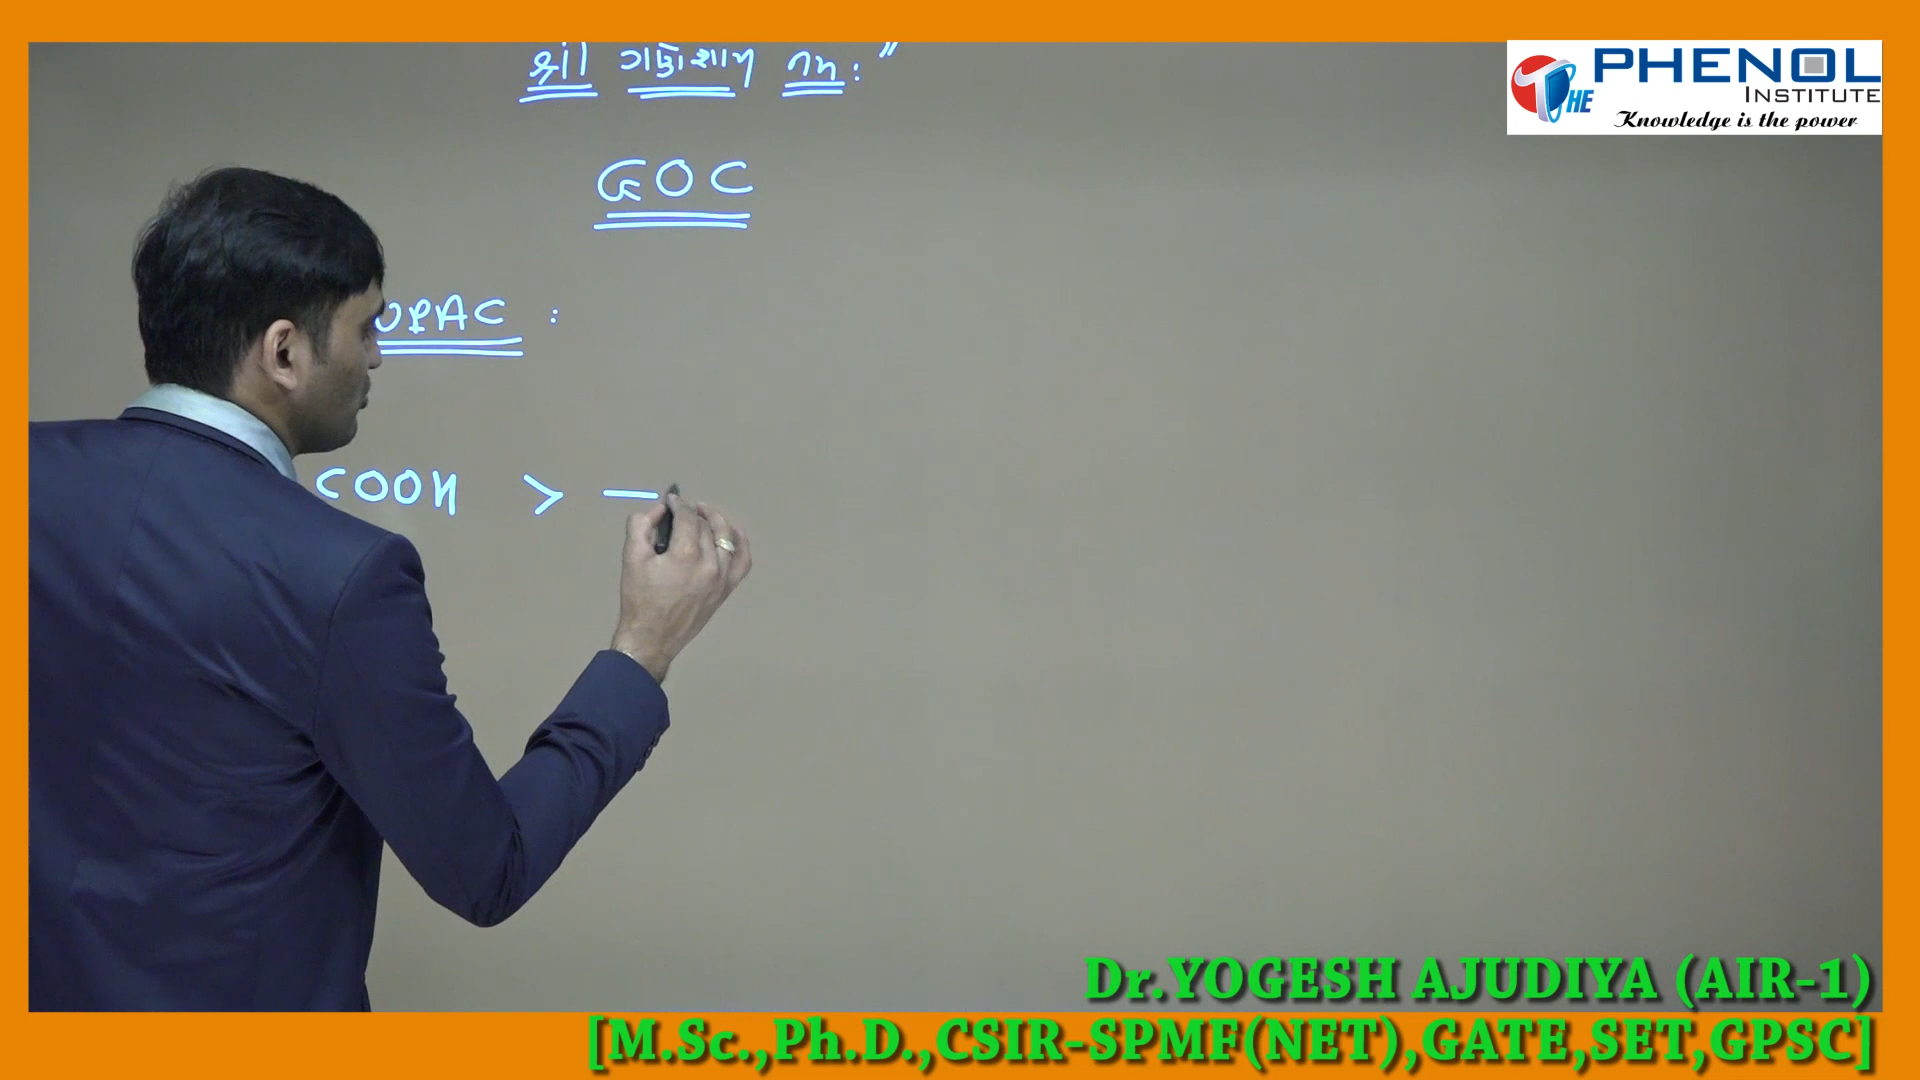 શ્રી ગણેશાય નમ: "
GOC
UPAC :
COOH > —
THE PHENOL
INSTITUTE
Knowledge is the power
Dr.YOGESH AJUDIYA (AIR-1)
[M.Sc.,Ph.D.,CSIR-SPMF(NET),GATE,SET,GPSC]